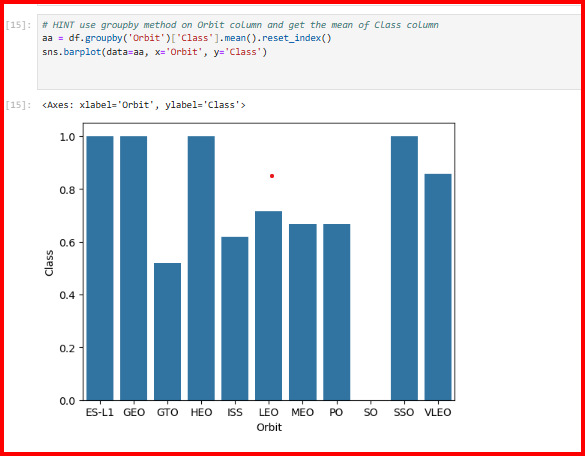 [15]: # HINT use groupby method on Orbit column and get the mean of Class column
aa = df.groupby('Orbit')['Class'].mean().reset_index()
sns.barplot(data=aa, x='Orbit', y='Class')
[15]: <Axes: xlabel='Orbit', ylabel='Class'>
1.0
0.8
0.6
0.4
0.2
0.0
Class
ES-L1 GEO GTO HEO ISS LEO MEO PO SO SSO VLEO
Orbit